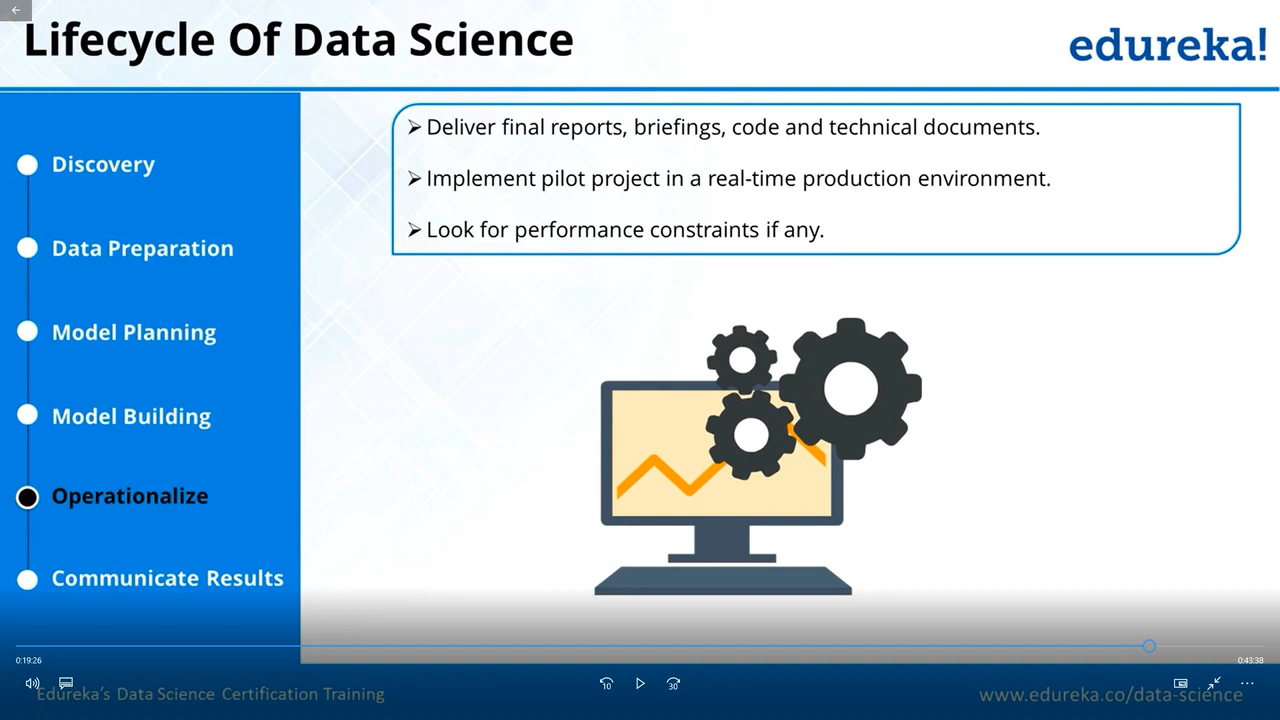 Lifecycle Of Data Science
edureka!
Discovery
Data Preparation
Model Planning
Model Building
Operationalize
Communicate Results
➢ Deliver final reports, briefings, code and technical documents.
➢ Implement pilot project in a real-time production environment.
➢ Look for performance constraints if any.
0:19:26
0:43:38
10
30
Edureka's Data Science Certification Training
www.edureka.co/data-science